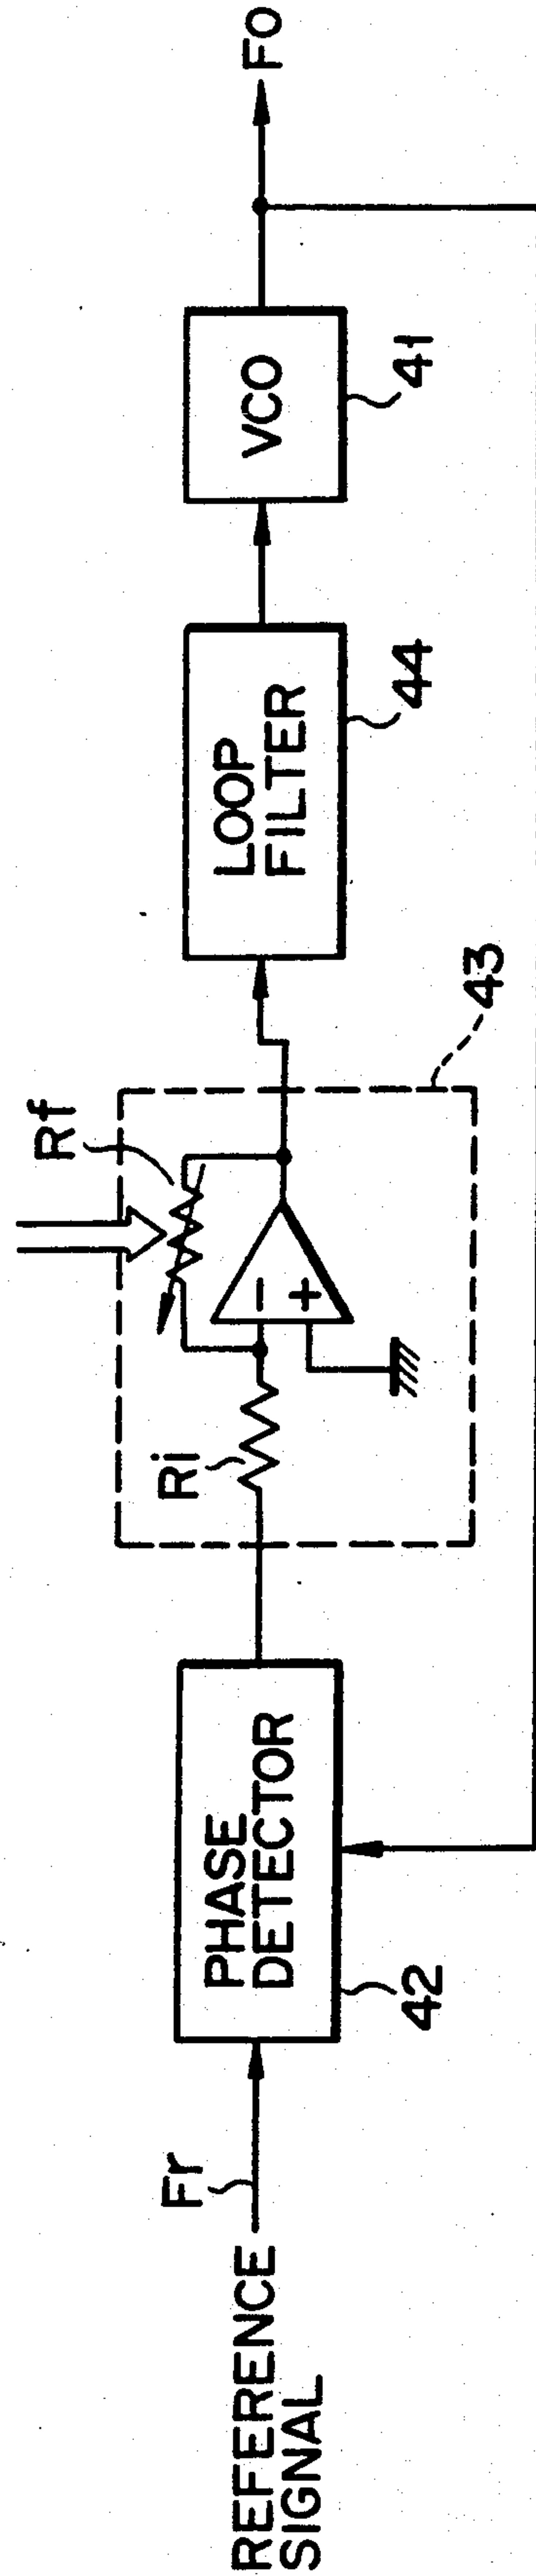 REFERENCE
SIGNAL
Fr
PHASE
DETECTOR
42
Ri
Rf
−
+
43
LOOP
FILTER
44
VCO
41
Fo